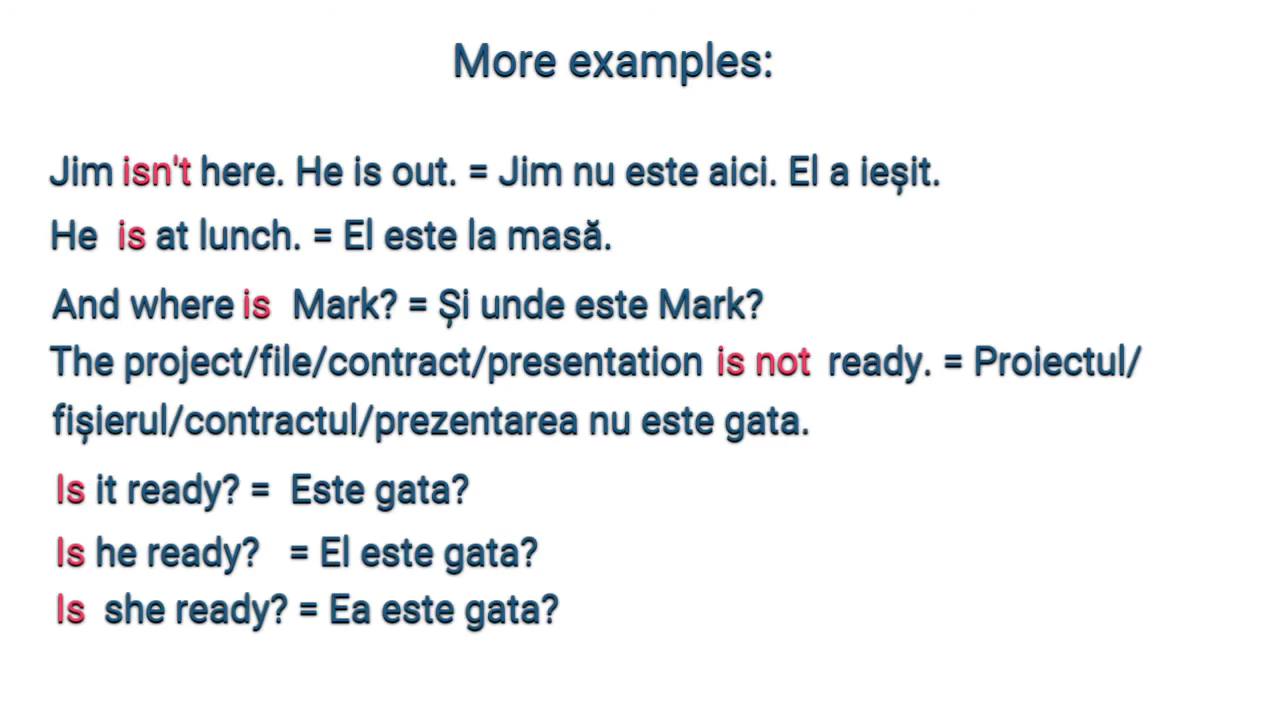 More examples:
Jim isn't here. He is out. = Jim nu este aici. El a ieșit.
He is at lunch. = El este la masă.
And where is Mark? = Și unde este Mark?
The project/file/contract/presentation is not ready. = Proiectul/
fișierul/contractul/prezentarea nu este gata.
Is it ready? = Este gata?
Is he ready? = El este gata?
Is she ready? = Ea este gata?